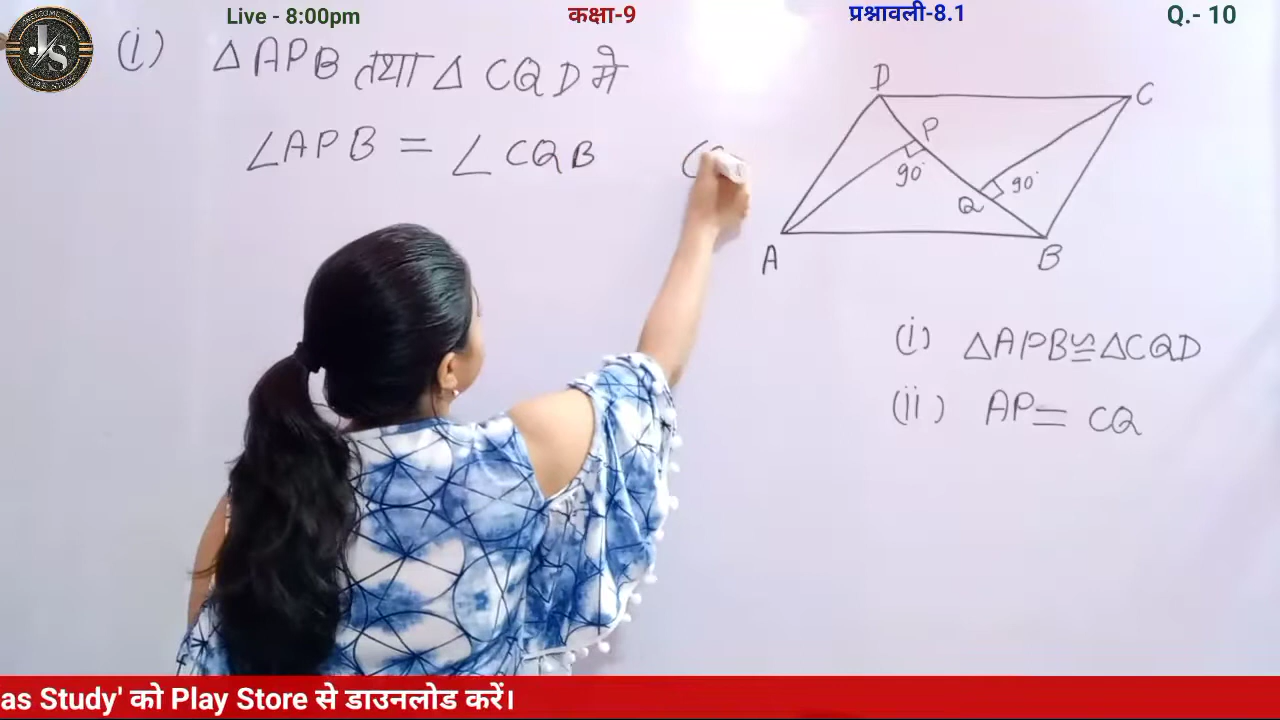 Live - 8:00pm कक्षा-9 प्रश्नावली-8.1 Q.- 10
(i) △APB तथा △CQD मे
∠APB = ∠CQB
D
C
P
90°
Q
90°
A
B
(i) △APB≅△CQD
(ii) AP = CQ
as Study' को Play Store से डाउनलोड करें।